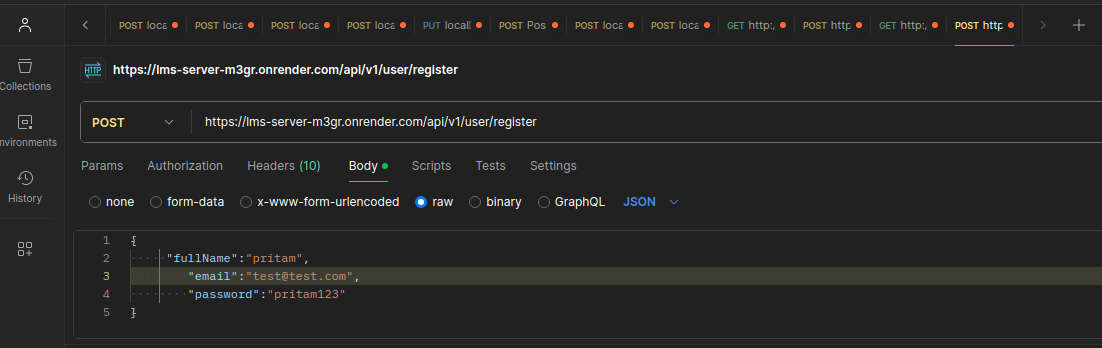 POST loca POST loca POST loca POST loca PUT locall POST Pos POST loca POST loca GET http:, POST http GET http:, POST http
HTTP https://lms-server-m3gr.onrender.com/api/v1/user/register
Collections
POST https://lms-server-m3gr.onrender.com/api/v1/user/register
nvironments
Params Authorization Headers (10) Body Scripts Tests Settings
History
none form-data x-www-form-urlencoded raw binary GraphQL JSON
1 {
2 "fullName":"pritam",
3 "email":"test@test.com",
4 "password":"pritam123"
5 }